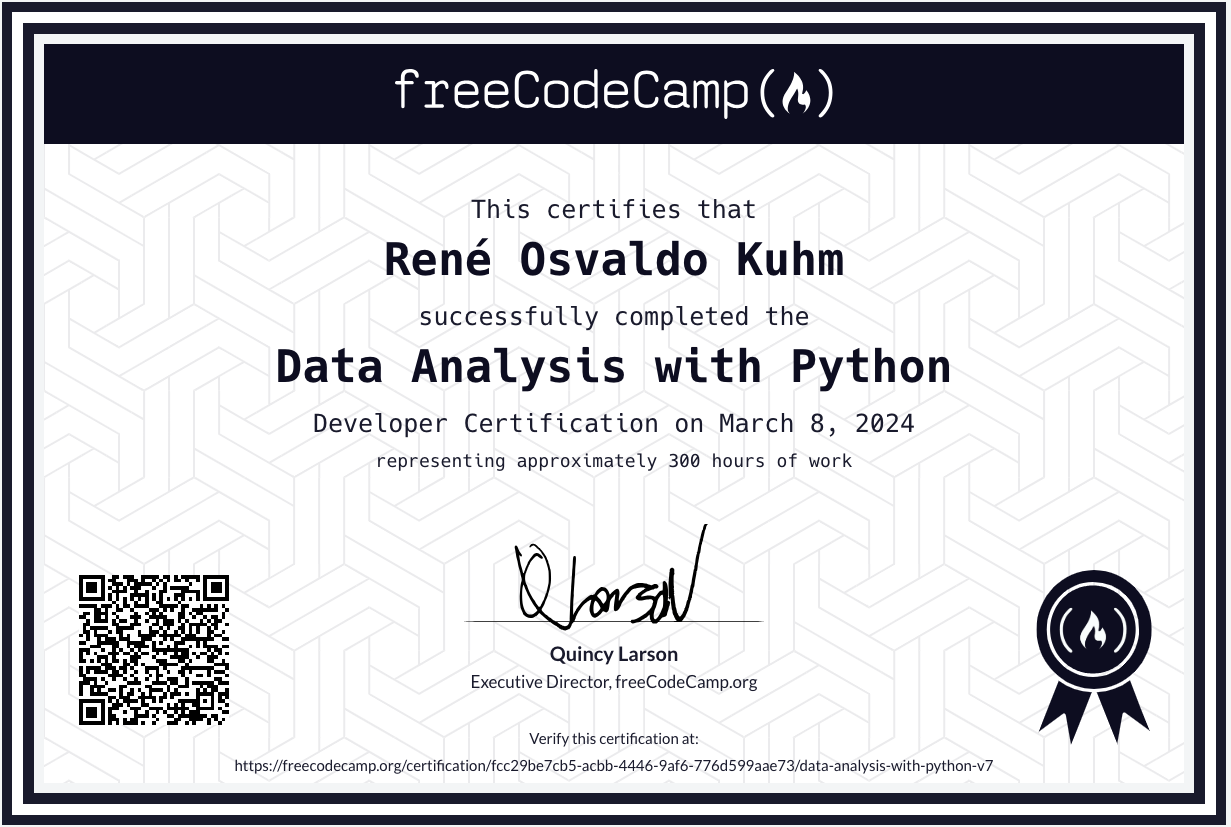 freeCodeCamp
This certifies that
René Osvaldo Kuhm
successfully completed the
Data Analysis with Python
Developer Certification on March 8, 2024
representing approximately 300 hours of work
QLarson
Quincy Larson
Executive Director, freeCodeCamp.org
Verify this certification at:
https://freecodecamp.org/certification/fcc29be7cb5-acbb-4446-9af6-776d599aae73/data-analysis-with-python-v7